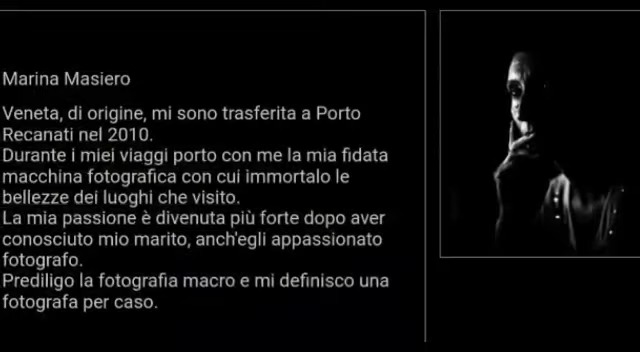 Marina Masiero
Veneta, di origine, mi sono trasferita a Porto
Recanati nel 2010.
Durante i miei viaggi porto con me la mia fidata
macchina fotografica con cui immortalo le
bellezze dei luoghi che visito.
La mia passione è divenuta più forte dopo aver
conosciuto mio marito, anch'egli appassionato
fotografo.
Prediligo la fotografia macro e mi definisco una
fotografa per caso.